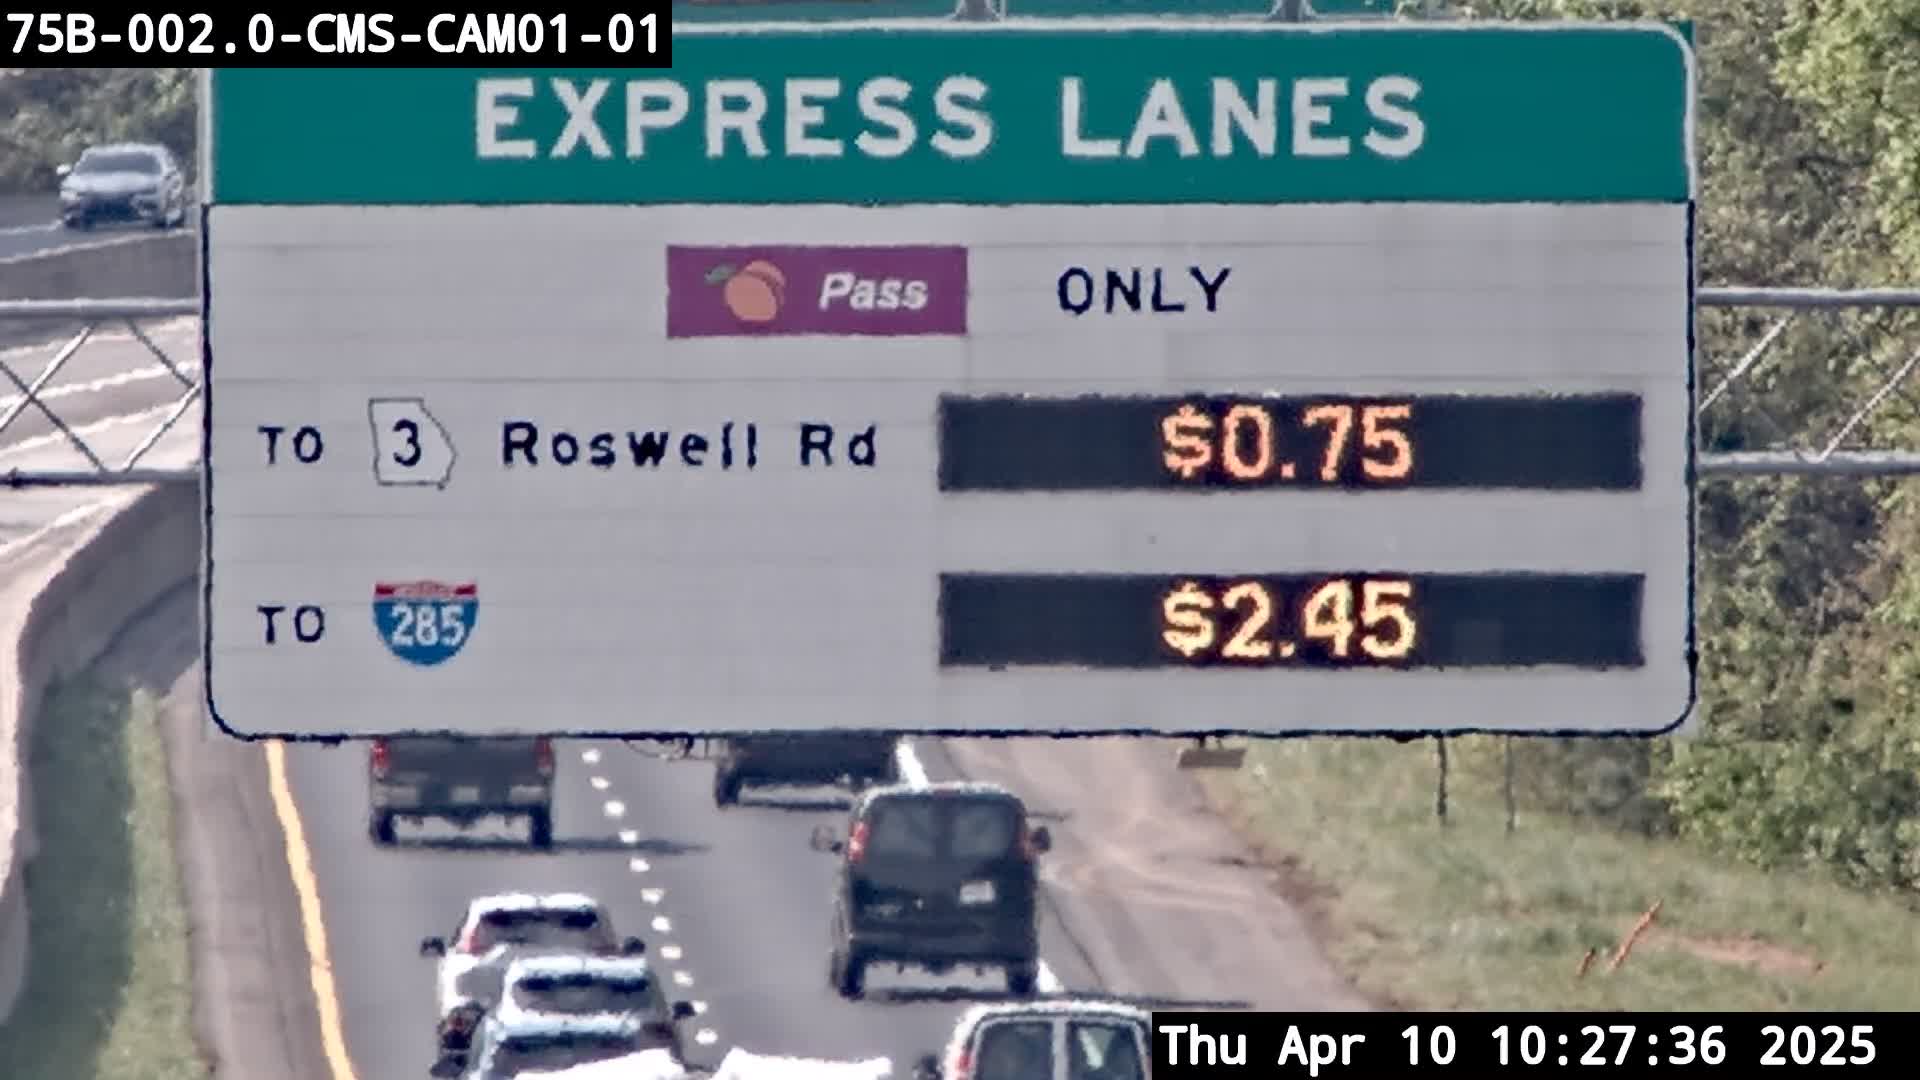 75B-002.0-CMS-CAM01-01
EXPRESS LANES
Pass ONLY
TO 3 Roswell Rd $0.75
TO 285 $2.45
Thu Apr 10 10:27:36 2025